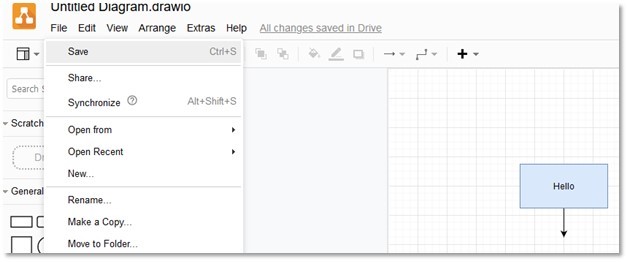 Untitled Diagram.drawio
File Edit View Arrange Extras Help All changes saved in Drive
Save Ctrl+S
Search S
Share...
Synchronize Alt+Shift+S
Scratch
Open from
Open Recent
New...
General
Rename...
Make a Copy...
Move to Folder...
Hello